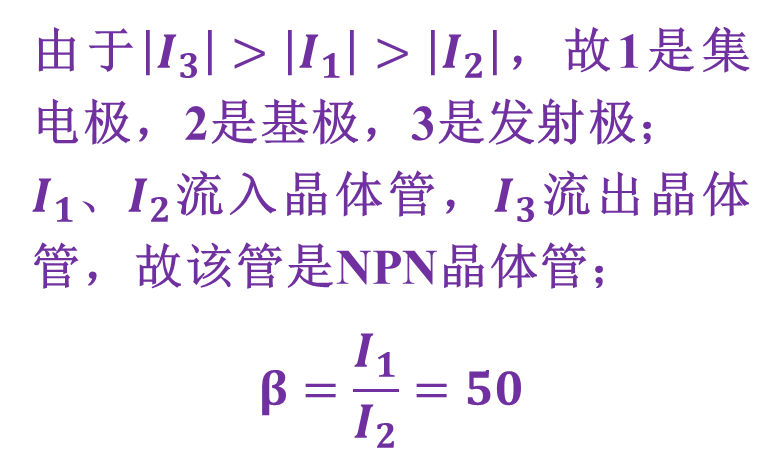 由于|I₃| > |I₁| > |I₂|，故1是集
电极，2是基极，3是发射极；
I₁、I₂流入晶体管，I₃流出晶体
管，故该管是NPN晶体管；
β = I₁/I₂ = 50